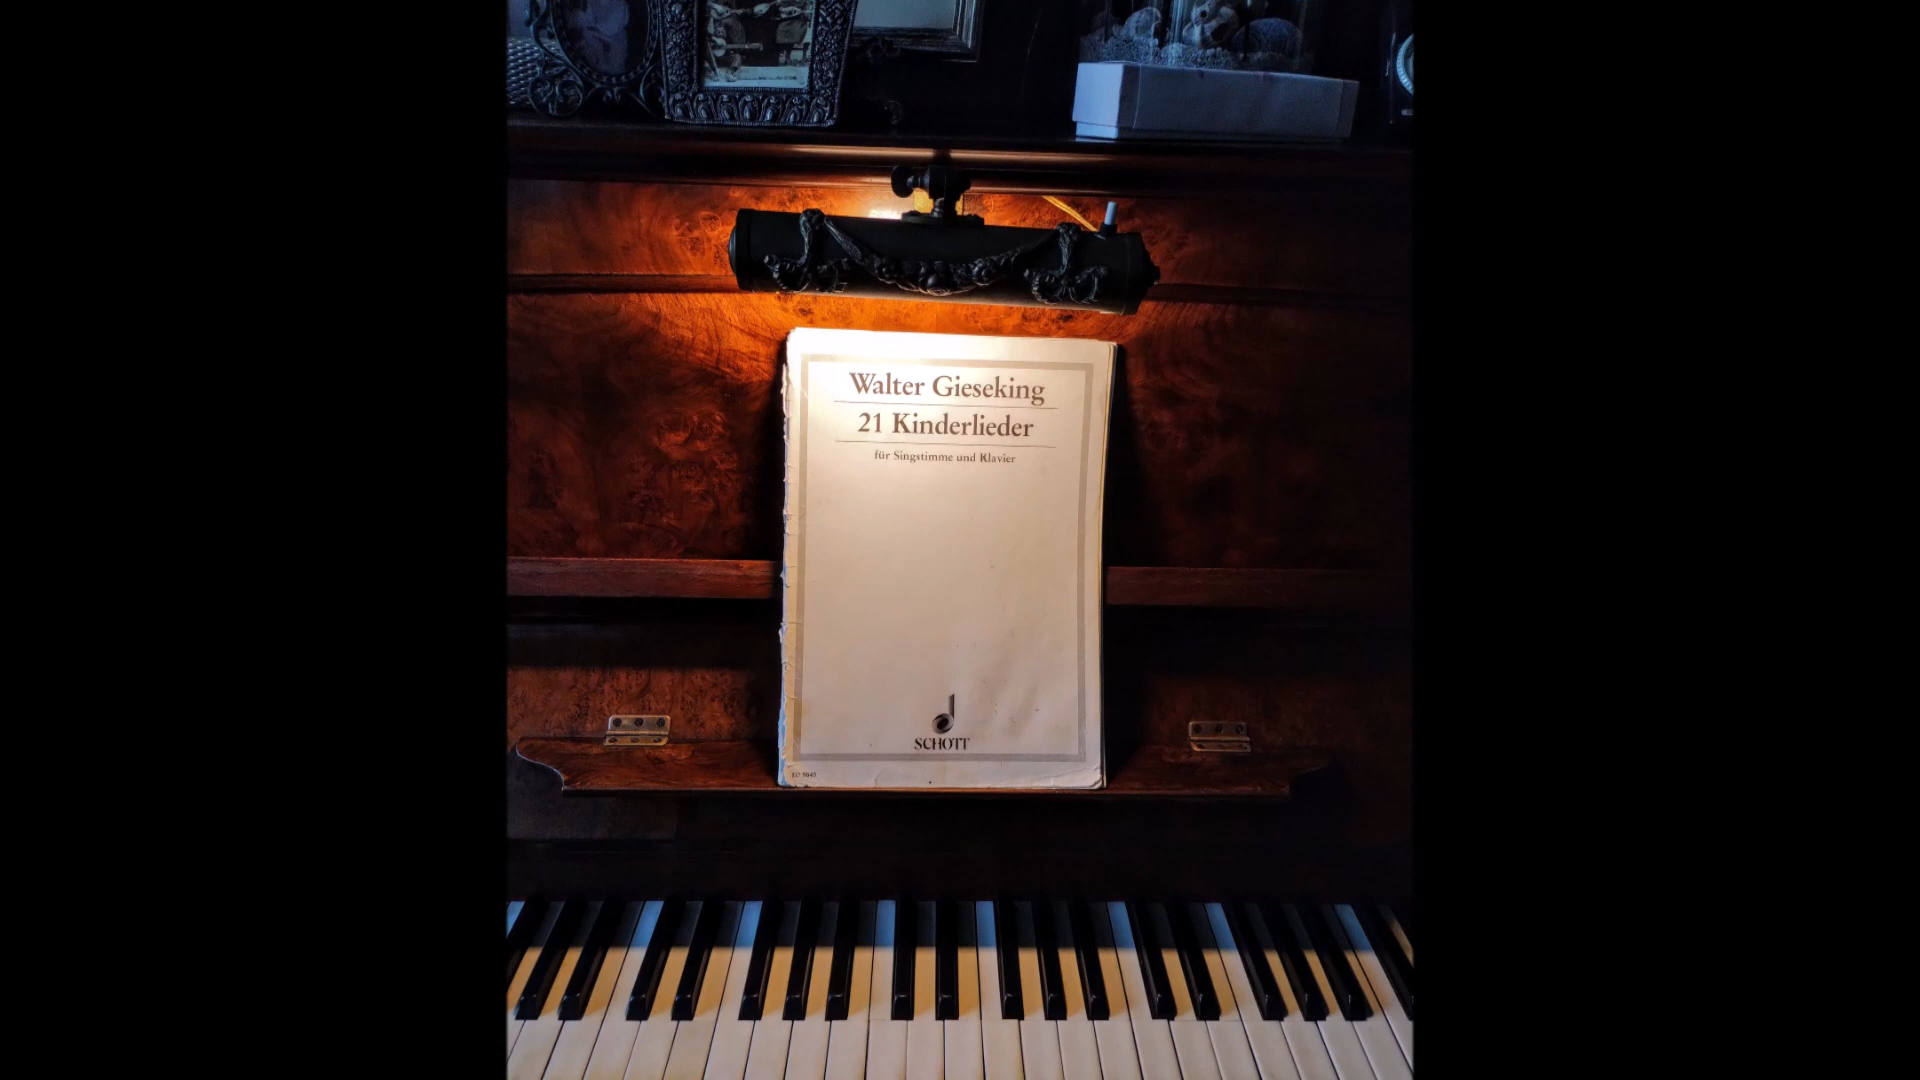 Walter Gieseking
21 Kinderlieder
für Singstimme und Klavier
SCHOTT